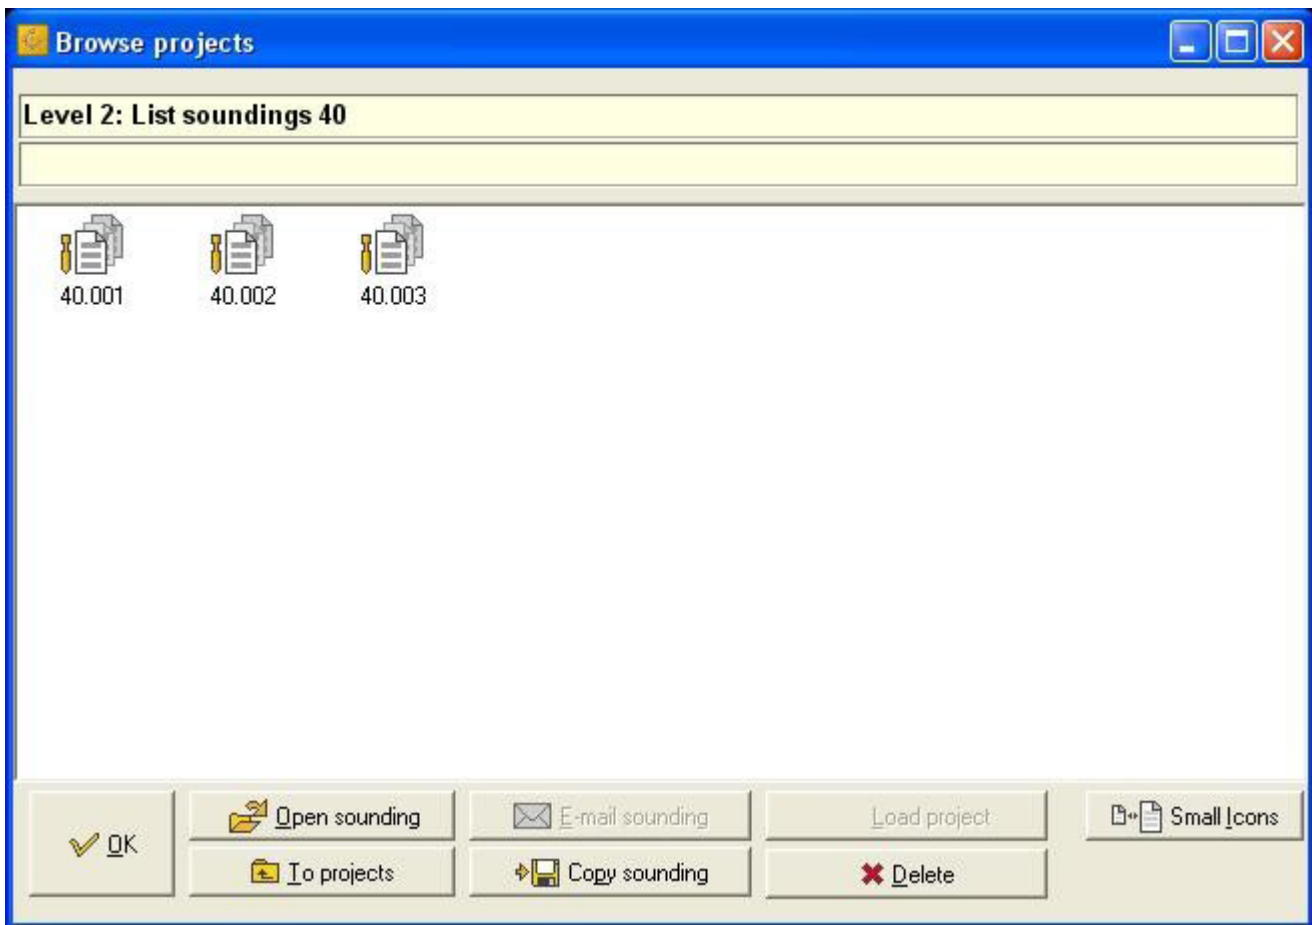 Browse projects
Level 2: List soundings 40
40.001 40.002 40.003
OK
Open sounding E-mail sounding Load project Small Icons
To projects Copy sounding Delete